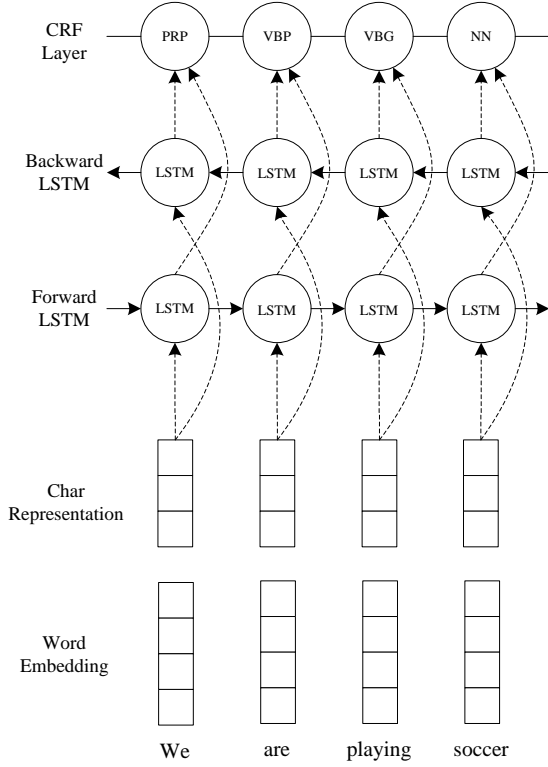 CRF
Layer
PRP VBP VBG NN
Backward
LSTM
LSTM LSTM LSTM LSTM
Forward
LSTM
LSTM LSTM LSTM LSTM
Char
Representation
Word
Embedding
We are playing soccer